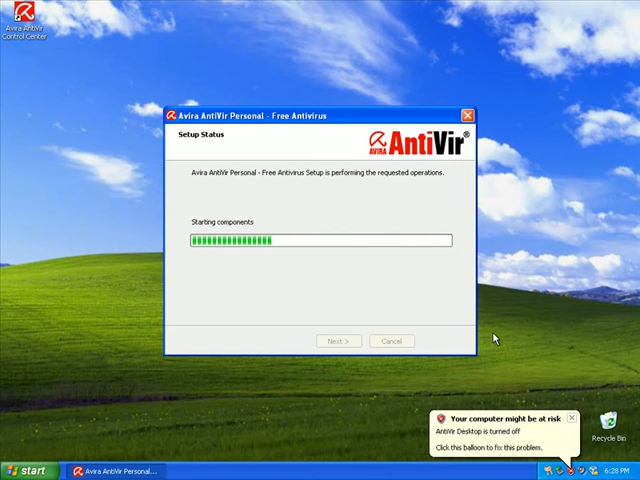 Avira AntiVir
Control Center
Avira AntiVir Personal - Free Antivirus
Setup Status
AVIRA AntiVir®
Avira AntiVir Personal - Free Antivirus Setup is performing the requested operations.
Starting components
Next >
Cancel
Your computer might be at risk
AntiVir Desktop is turned off
Click this balloon to fix this problem.
Recycle Bin
start
Avira AntiVir Personal...
6:28 PM